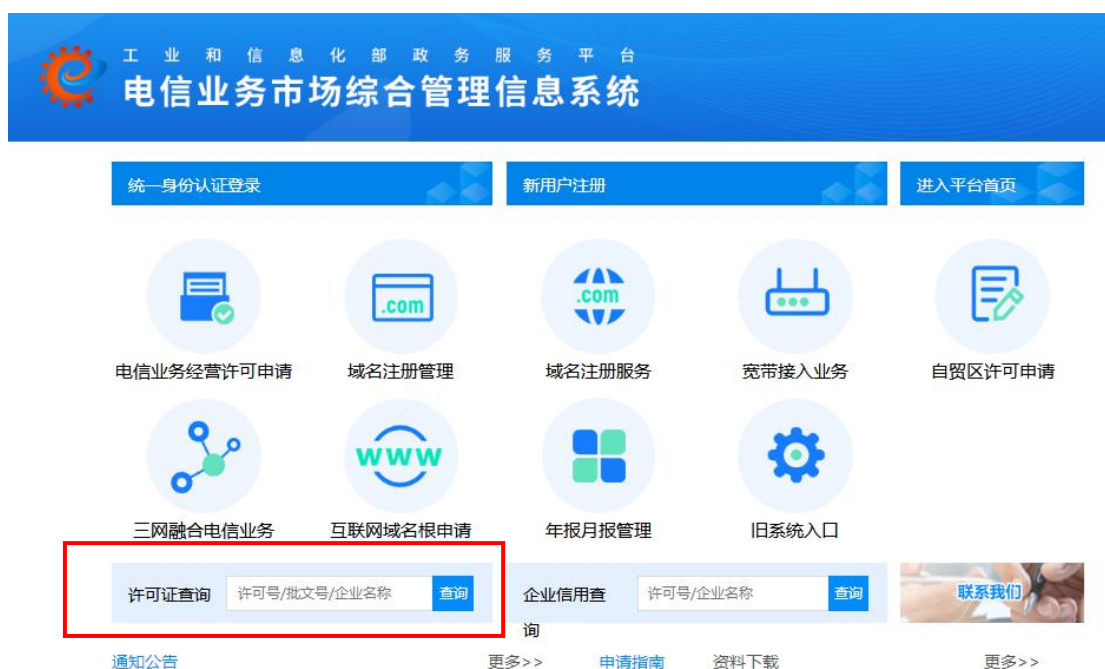 工业和信息化部政务服务平台
电信业务市场综合管理信息系统
统一身份认证登录
新用户注册
进入平台首页
.com
.com
电信业务经营许可申请
域名注册管理
域名注册服务
宽带接入业务
自贸区许可申请
www
三网融合电信业务
互联网域名根申请
年报月报管理
旧系统入口
许可证查询
许可号/批文号/企业名称
查询
企业信用查
询
许可号/企业名称
查询
联系我们
通知公告
更多>>
申请指南
资料下载
更多>>